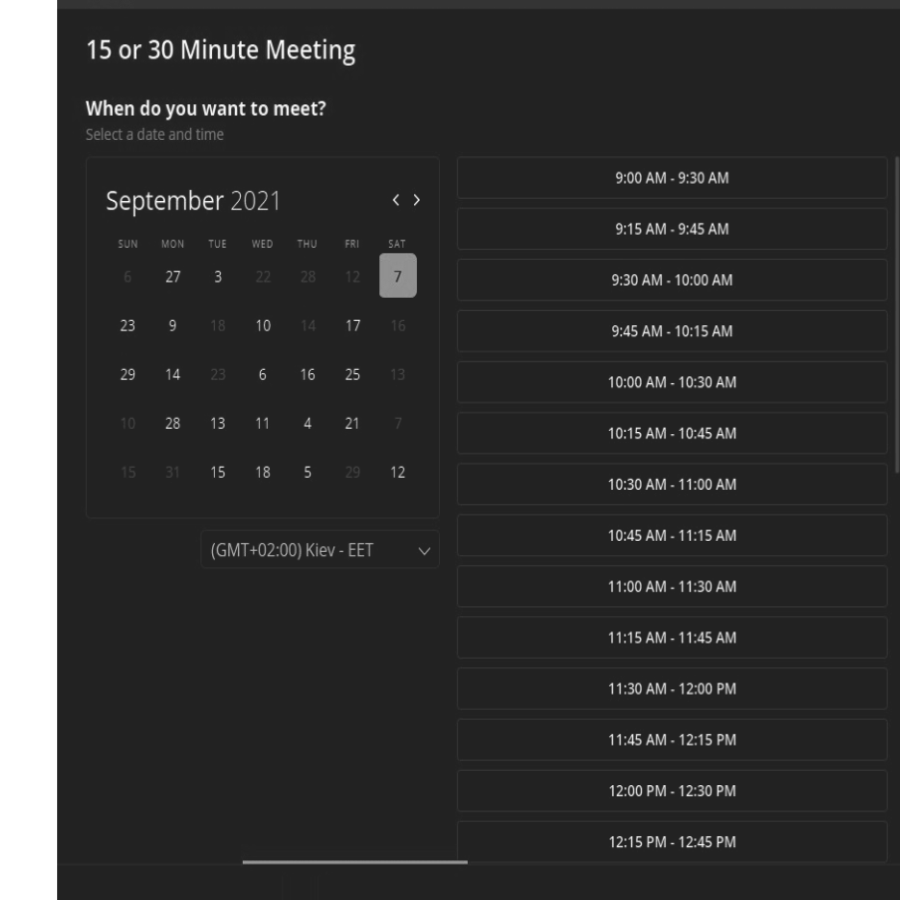 15 or 30 Minute Meeting
When do you want to meet?
Select a date and time
September 2021
SUN MON TUE WED THU FRI SAT
6 27 3 22 28 12 7
23 9 18 10 14 17 16
29 14 23 6 16 25 13
10 28 13 11 4 21 7
15 31 15 18 5 29 12
(GMT+02:00) Kiev - EET
9:00 AM - 9:30 AM
9:15 AM - 9:45 AM
9:30 AM - 10:00 AM
9:45 AM - 10:15 AM
10:00 AM - 10:30 AM
10:15 AM - 10:45 AM
10:30 AM - 11:00 AM
10:45 AM - 11:15 AM
11:00 AM - 11:30 AM
11:15 AM - 11:45 AM
11:30 AM - 12:00 PM
11:45 AM - 12:15 PM
12:00 PM - 12:30 PM
12:15 PM - 12:45 PM